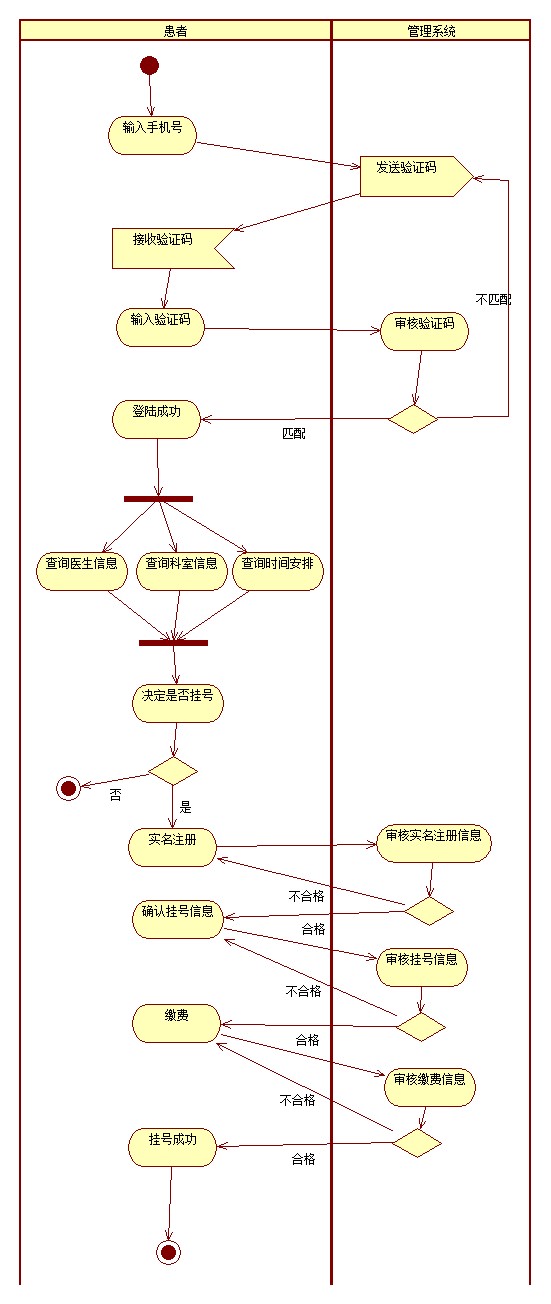 患者
管理系统
输入手机号
发送验证码
接收验证码
不匹配
输入验证码
审核验证码
登陆成功
匹配
查询医生信息
查询科室信息
查询时间安排
决定是否挂号
否
是
实名注册
审核实名注册信息
不合格
确认挂号信息
合格
审核挂号信息
不合格
缴费
合格
审核缴费信息
不合格
挂号成功
合格